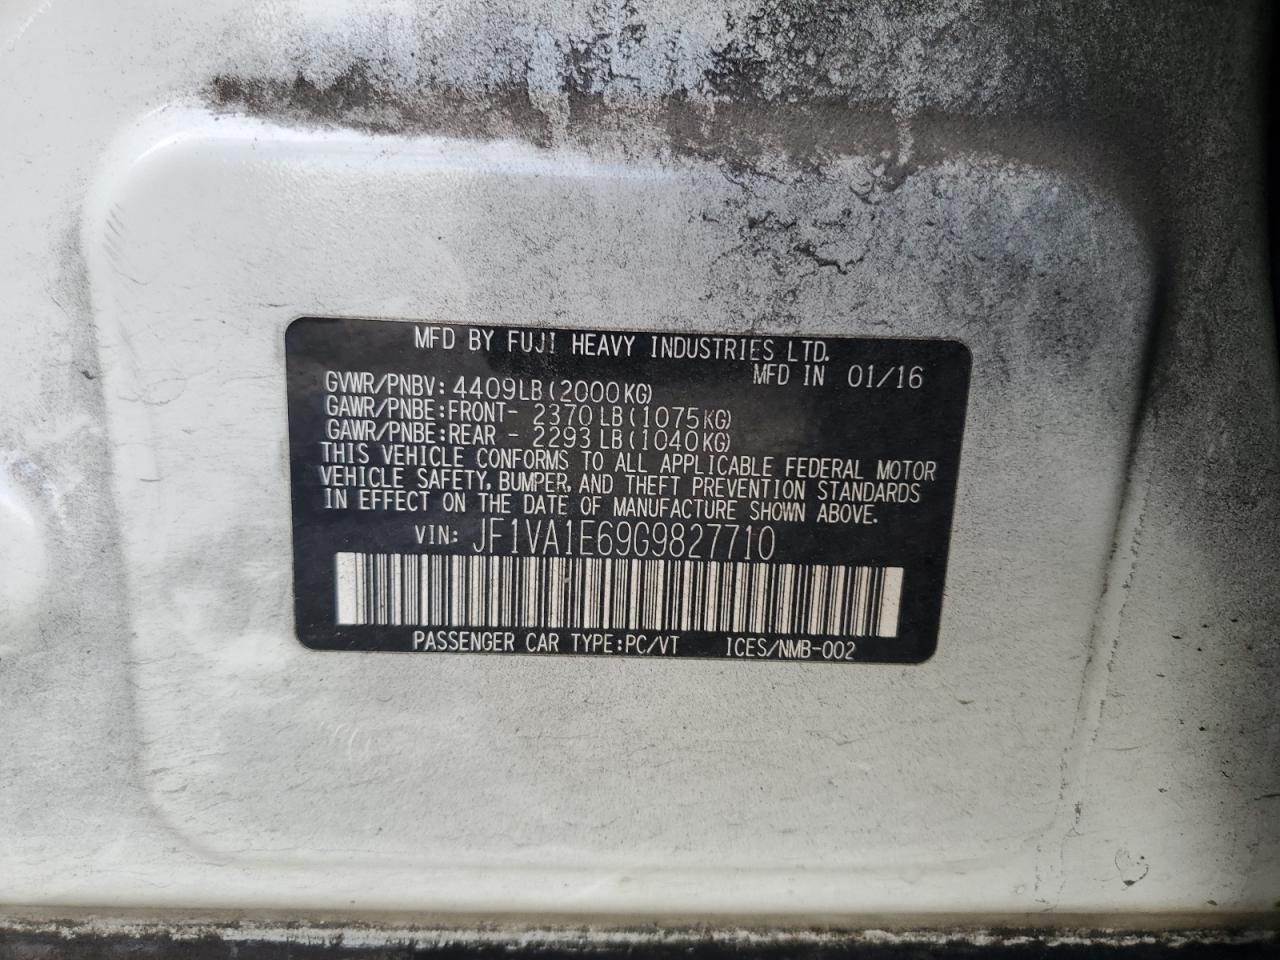 MFD BY FUJI HEAVY INDUSTRIES LTD.
MFD IN 01/16
GVWR/PNBV: 4409LB(2000KG)
GAWR/PNBE:FRONT- 2370LB(1075KG)
GAWR/PNBE:REAR - 2293LB(1040KG)
THIS VEHICLE CONFORMS TO ALL APPLICABLE FEDERAL MOTOR
VEHICLE SAFETY, BUMPER, AND THEFT PREVENTION STANDARDS
IN EFFECT ON THE DATE OF MANUFACTURE SHOWN ABOVE.
VIN: JF1VA1E69G9827710
PASSENGER CAR TYPE:PC/VT ICES/NMB-002